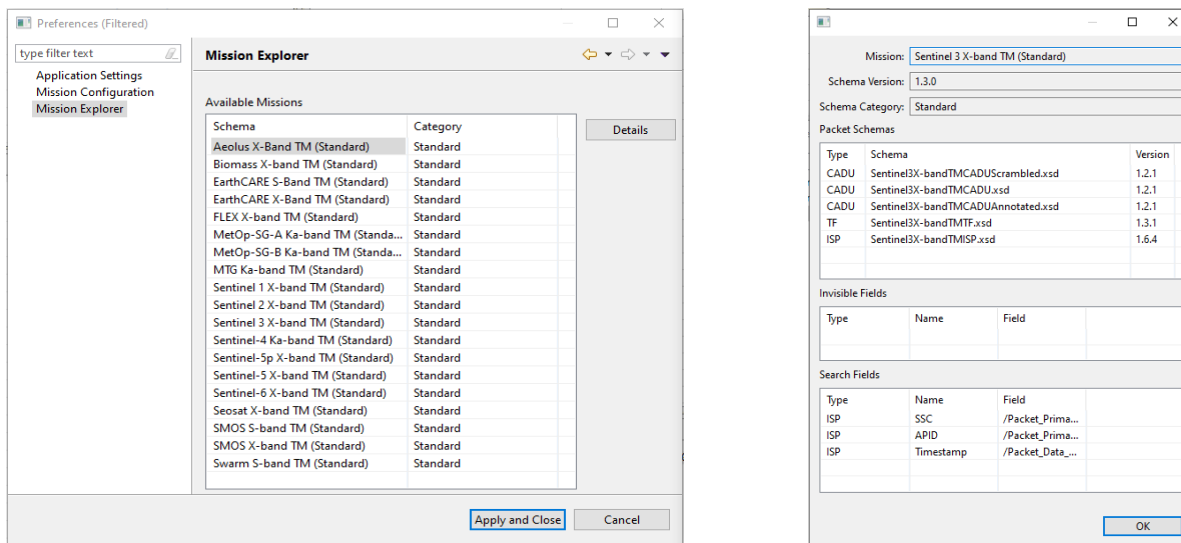 Preferences (Filtered)
type filter text
Application Settings
Mission Configuration
Mission Explorer
Mission Explorer
Available Missions
Schema Category
Aeolus X-Band TM (Standard) Standard
Biomass X-band TM (Standard) Standard
EarthCARE S-Band TM (Standard) Standard
EarthCARE X-Band TM (Standard) Standard
FLEX X-band TM (Standard) Standard
MetOp-SG-A Ka-band TM (Standa... Standard
MetOp-SG-B Ka-band TM (Standa... Standard
MTG Ka-band TM (Standard) Standard
Sentinel 1 X-band TM (Standard) Standard
Sentinel 2 X-band TM (Standard) Standard
Sentinel 3 X-band TM (Standard) Standard
Sentinel-4 Ka-band TM (Standard) Standard
Sentinel-5p X-band TM (Standard) Standard
Sentinel-5 X-band TM (Standard) Standard
Sentinel-6 X-band TM (Standard) Standard
Seosat X-band TM (Standard) Standard
SMOS S-band TM (Standard) Standard
SMOS X-band TM (Standard) Standard
Swarm S-band TM (Standard) Standard
Details
Apply and Close Cancel
Mission: Sentinel 3 X-band TM (Standard)
Schema Version: 1.3.0
Schema Category: Standard
Packet Schemas
Type Schema Version
CADU Sentinel3X-bandTMCADUScrambled.xsd 1.2.1
CADU Sentinel3X-bandTMCADU.xsd 1.2.1
CADU Sentinel3X-bandTMCADUAnnotated.xsd 1.2.1
TF Sentinel3X-bandTMTF.xsd 1.3.1
ISP Sentinel3X-bandTMISP.xsd 1.6.4
Invisible Fields
Type Name Field
Search Fields
Type Name Field
ISP SSC /Packet_Prima...
ISP APID /Packet_Prima...
ISP Timestamp /Packet_Data_...
OK